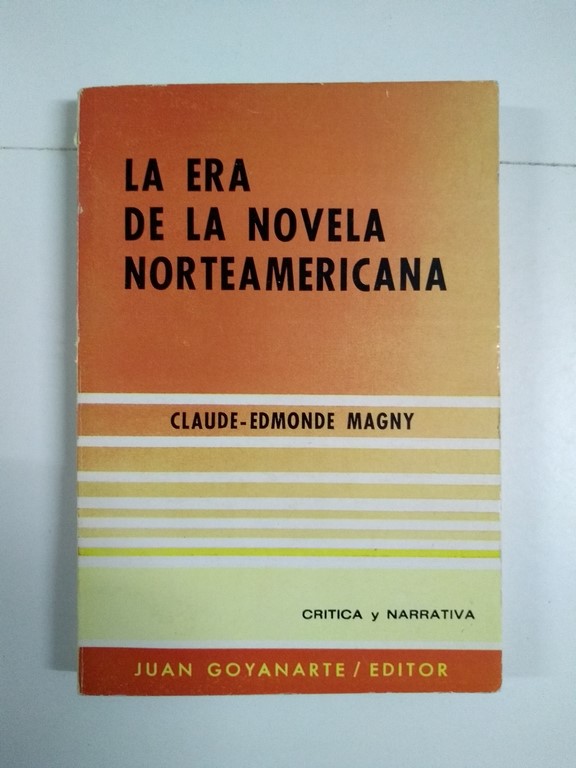 LA ERA
DE LA NOVELA
NORTEAMERICANA
CLAUDE-EDMONDE MAGNY
CRITICA y NARRATIVA
JUAN GOYANARTE / EDITOR